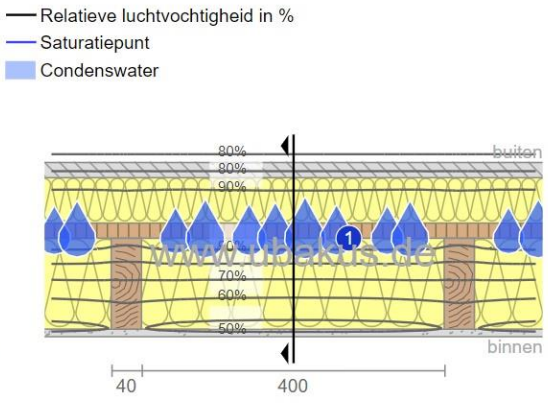 Relatieve luchtvochtigheid in %
Saturatiepunt
Condenswater
80%
buiten
80%
90%
1
www.ubakus.de
80%
70%
60%
50%
binnen
40
400